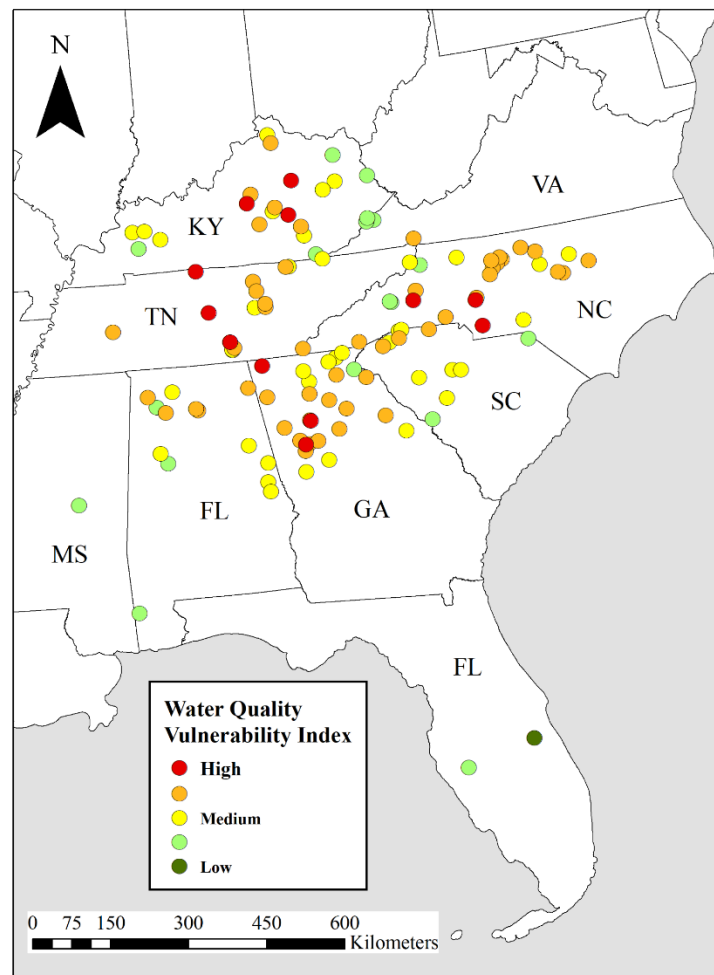 N
VA
KY
TN
NC
SC
FL
GA
MS
FL
Water Quality
Vulnerability Index
High
Medium
Low
0 75 150 300 450 600
Kilometers